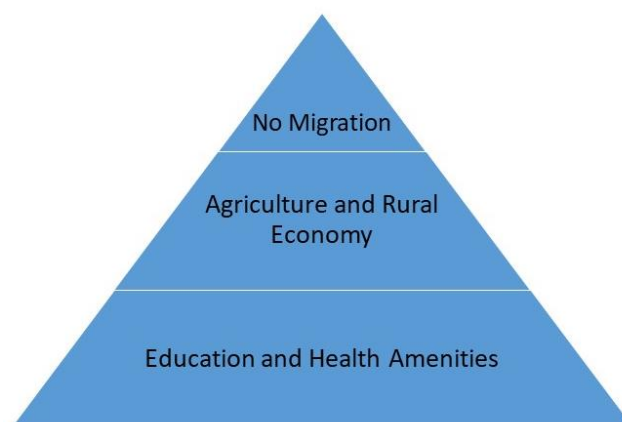 No Migration
Agriculture and Rural
Economy
Education and Health Amenities